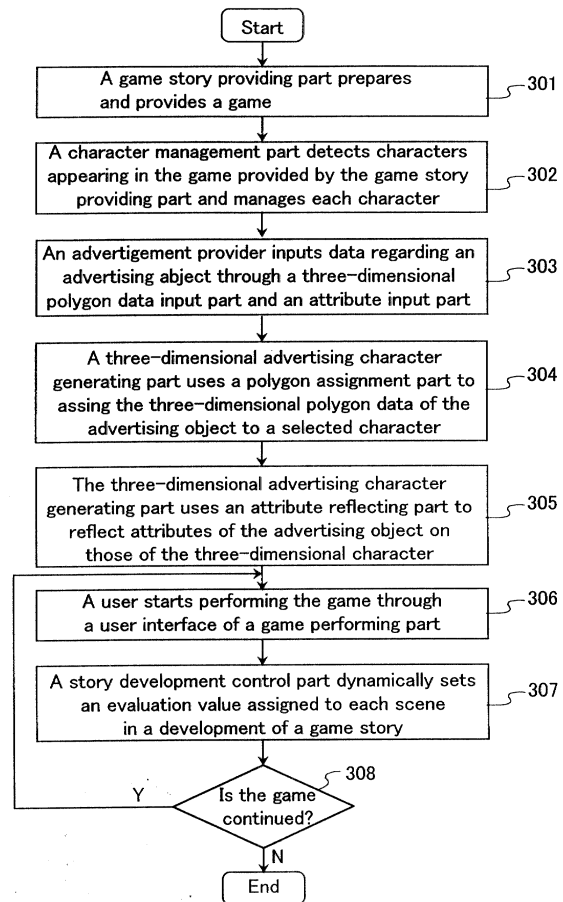 Start
A game story providing part prepares
and provides a game
301
A character management part detects characters
appearing in the game provided by the game story
providing part and manages each character
302
An advertigement provider inputs data regarding an
advertising abject through a three-dimensional
polygon data input part and an attribute input part
303
A three-dimensional advertising character
generating part uses a polygon assignment part to
assing the three-dimensional polygon data of the
advertising object to a selected character
304
The three-dimensional advertising character
generating part uses an attribute reflecting part to
reflect attributes of the advertising object on
those of the three-dimensional character
305
A user starts performing the game through
a user interface of a game performing part
306
A story development control part dynamically sets
an evaluation value assigned to each scene
in a development of a game story
307
308
Is the game
continued?
Y
N
End